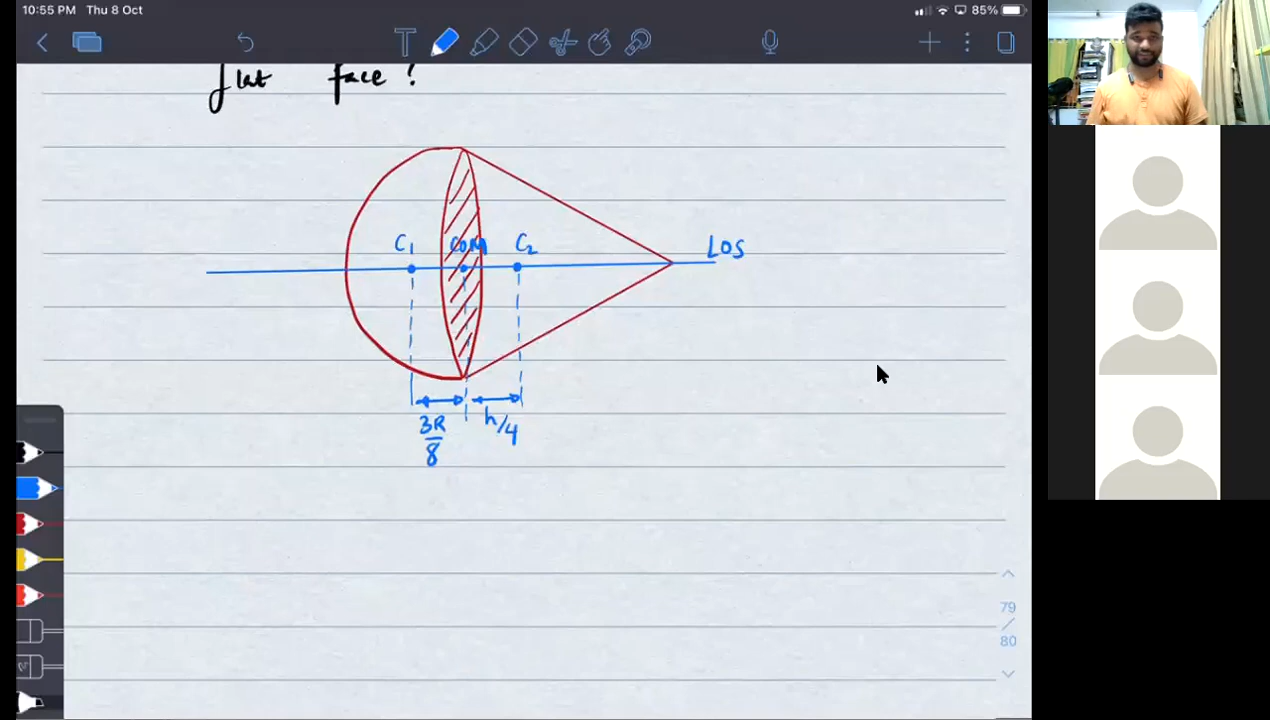 10:55 PM Thu 8 Oct
85%
flat face ?
C1 COM C2 LOS
3R/8 h/4
79
/
80